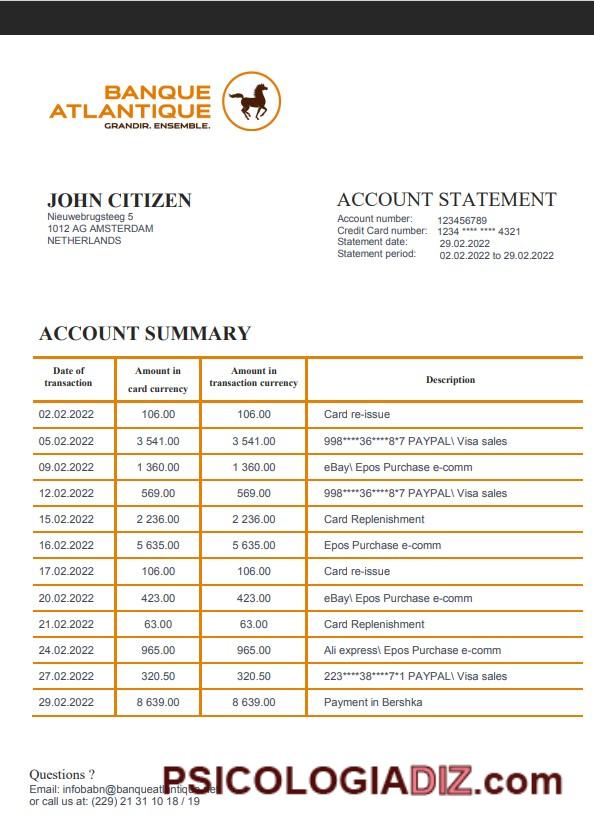 BANQUE
ATLANTIQUE
GRANDIR. ENSEMBLE.
JOHN CITIZEN
Nieuwebrugsteeg 5
1012 AG AMSTERDAM
NETHERLANDS
ACCOUNT STATEMENT
Account number: 123456789
Credit Card number: 1234 **** **** 4321
Statement date: 29.02.2022
Statement period: 02.02.2022 to 29.02.2022
ACCOUNT SUMMARY
Date of transaction Amount in card currency Amount in transaction currency Description
02.02.2022 106.00 106.00 Card re-issue
05.02.2022 3 541.00 3 541.00 998****36****8*7 PAYPAL\ Visa sales
09.02.2022 1 360.00 1 360.00 eBay\ Epos Purchase e-comm
12.02.2022 569.00 569.00 998****36****8*7 PAYPAL\ Visa sales
15.02.2022 2 236.00 2 236.00 Card Replenishment
16.02.2022 5 635.00 5 635.00 Epos Purchase e-comm
17.02.2022 106.00 106.00 Card re-issue
20.02.2022 423.00 423.00 eBay\ Epos Purchase e-comm
21.02.2022 63.00 63.00 Card Replenishment
24.02.2022 965.00 965.00 Ali express\ Epos Purchase e-comm
27.02.2022 320.50 320.50 223****38****7*1 PAYPAL\ Visa sales
29.02.2022 8 639.00 8 639.00 Payment in Bershka
Questions ?
PSICOLOGIADIZ.com
Email: infobabn@banqueatlantique.net
or call us at: (229) 21 31 10 18 / 19